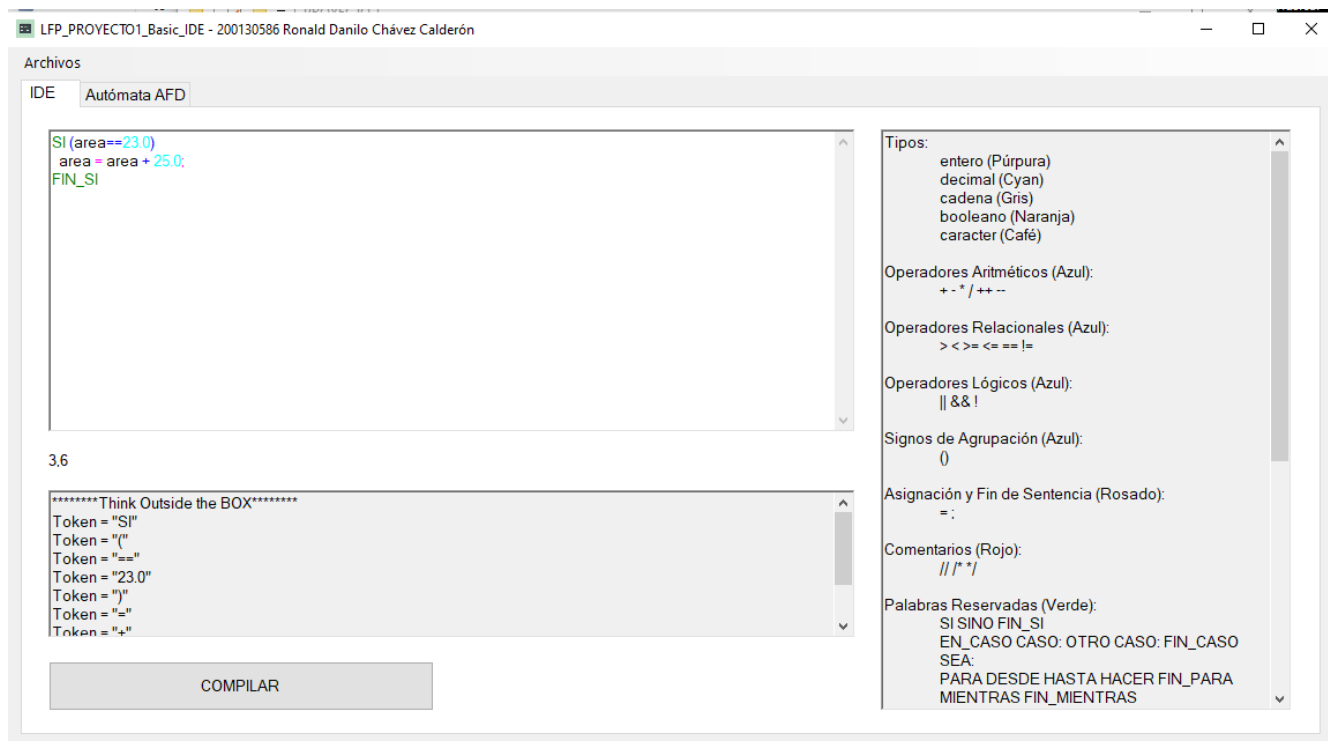 LFP_PROYECTO1_Basic_IDE - 200130586 Ronald Danilo Chávez Calderón
Archivos
IDE
Autómata AFD
SI (area==23.0)
area = area + 25.0;
FIN_SI
3,6
********Think Outside the BOX********
Token = "SI"
Token = "("
Token = "=="
Token = "23.0"
Token = ")"
Token = "="
Token = "+"
COMPILAR
Tipos:
entero (Púrpura)
decimal (Cyan)
cadena (Gris)
booleano (Naranja)
caracter (Café)
Operadores Aritméticos (Azul):
+ - * / ++ --
Operadores Relacionales (Azul):
> < >= <= == !=
Operadores Lógicos (Azul):
|| && !
Signos de Agrupación (Azul):
()
Asignación y Fin de Sentencia (Rosado):
= ;
Comentarios (Rojo):
// /* */
Palabras Reservadas (Verde):
SI SINO FIN_SI
EN_CASO CASO: OTRO CASO: FIN_CASO
SEA:
PARA DESDE HASTA HACER FIN_PARA
MIENTRAS FIN_MIENTRAS